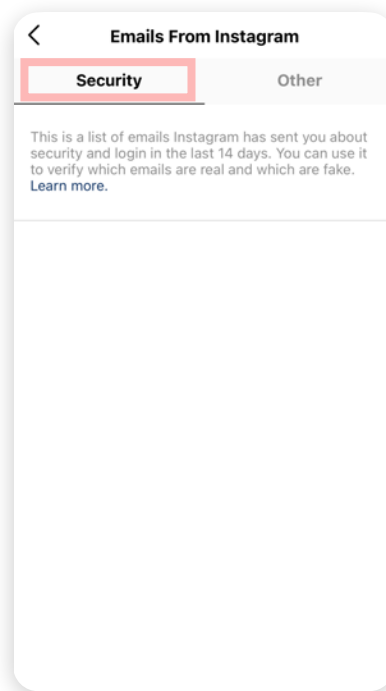 Emails From Instagram
Security
Other
This is a list of emails Instagram has sent you about
security and login in the last 14 days. You can use it
to verify which emails are real and which are fake.
Learn more.